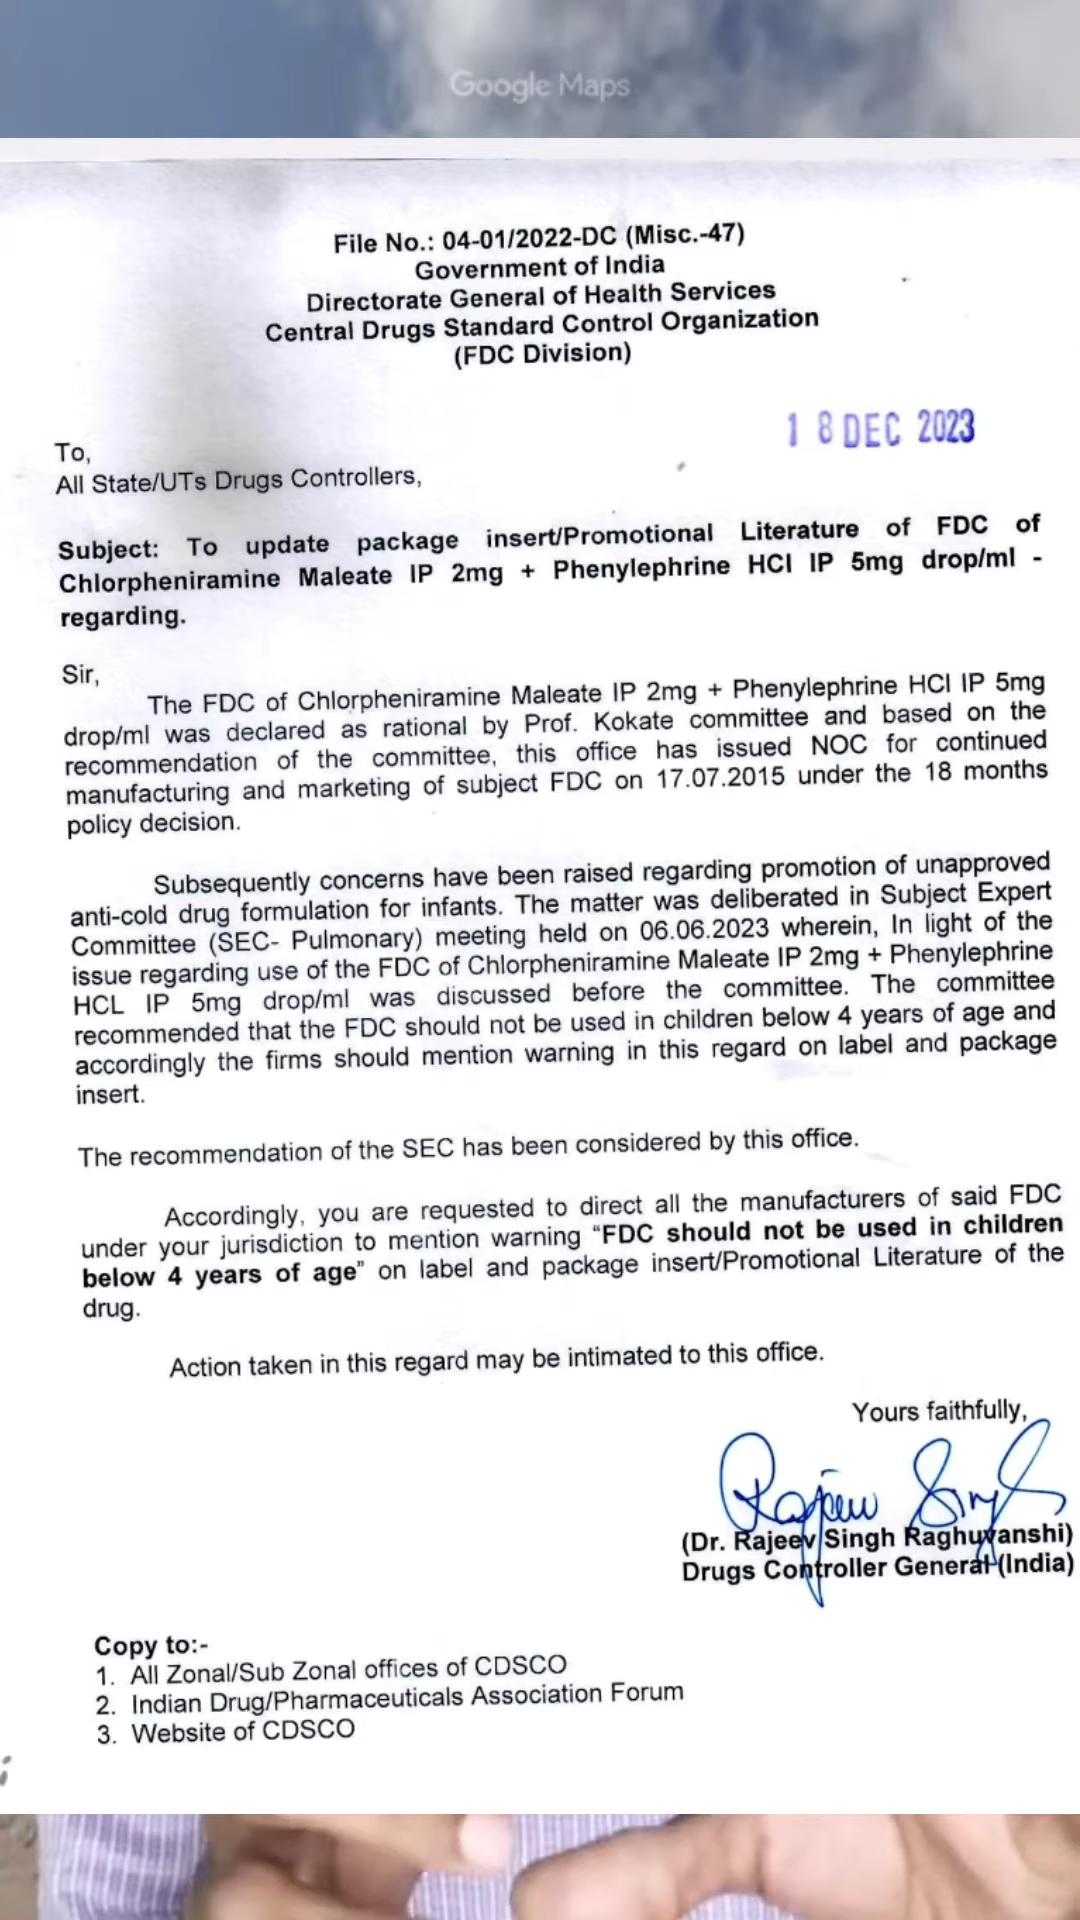 Google Maps
File No.: 04-01/2022-DC (Misc.-47)
Government of India
Directorate General of Health Services
Central Drugs Standard Control Organization
(FDC Division)
18 DEC 2023
To,
All State/UTs Drugs Controllers,
Subject: To update package insert/Promotional Literature of FDC of
Chlorpheniramine Maleate IP 2mg + Phenylephrine HCl IP 5mg drop/ml -
regarding.
Sir,
The FDC of Chlorpheniramine Maleate IP 2mg + Phenylephrine HCl IP 5mg
drop/ml was declared as rational by Prof. Kokate committee and based on the
recommendation of the committee, this office has issued NOC for continued
manufacturing and marketing of subject FDC on 17.07.2015 under the 18 months
policy decision.
Subsequently concerns have been raised regarding promotion of unapproved
anti-cold drug formulation for infants. The matter was deliberated in Subject Expert
Committee (SEC- Pulmonary) meeting held on 06.06.2023 wherein, In light of the
issue regarding use of the FDC of Chlorpheniramine Maleate IP 2mg + Phenylephrine
HCL IP 5mg drop/ml was discussed before the committee. The committee
recommended that the FDC should not be used in children below 4 years of age and
accordingly the firms should mention warning in this regard on label and package
insert.
The recommendation of the SEC has been considered by this office.
Accordingly, you are requested to direct all the manufacturers of said FDC
under your jurisdiction to mention warning “FDC should not be used in children
below 4 years of age” on label and package insert/Promotional Literature of the
drug.
Action taken in this regard may be intimated to this office.
Yours faithfully,
Rajeev Singh
(Dr. Rajeev Singh Raghuvanshi)
Drugs Controller General (India)
Copy to:-
1. All Zonal/Sub Zonal offices of CDSCO
2. Indian Drug/Pharmaceuticals Association Forum
3. Website of CDSCO